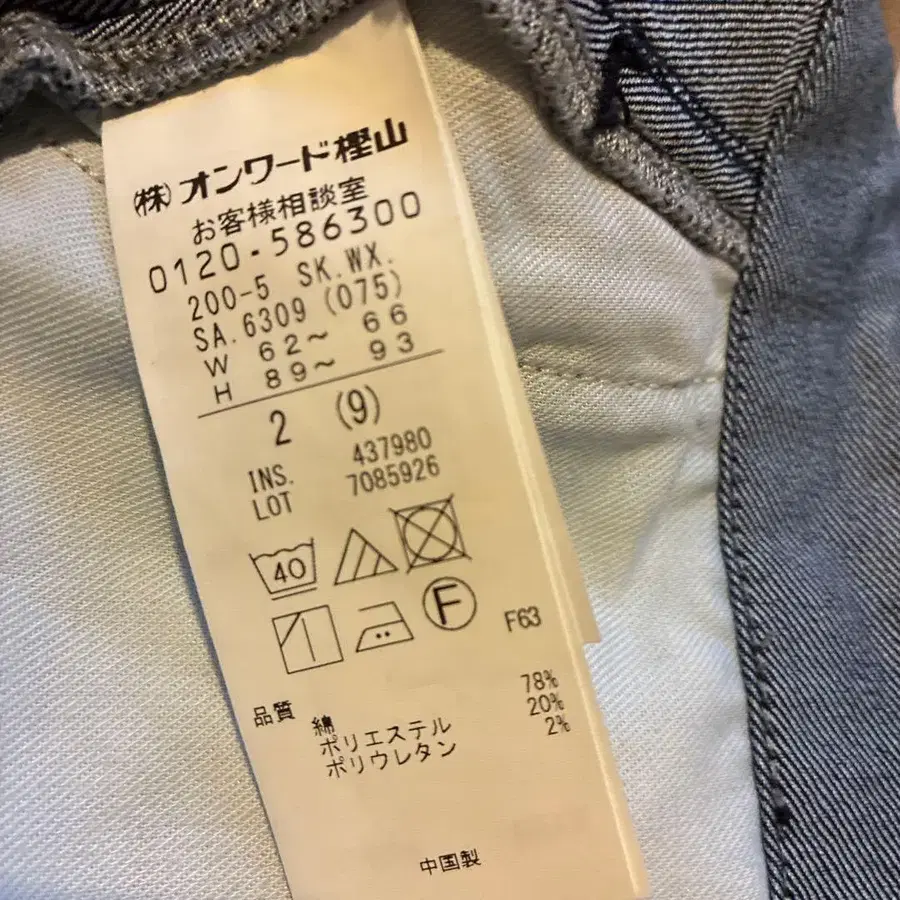 ㈱オンワード樫山
お客様相談室
0120-586300
200-5 SK.WX.
SA.6309 (075)
W 62～ 66
H 89～ 93
2 (9)
INS. 437980
LOT 7085926
40
F
F63
品質
綿 78%
ポリエステル 20%
ポリウレタン 2%
中国製